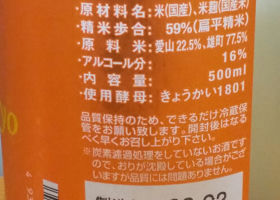 ・原材料名：米(国産)、米麹(国産米)
・精米歩合： 59%(扁平精米)
・原料米：愛山 22.5%、雄町 77.5%
・アルコール分： 16%
・内容量： 500ml
・使用酵母：きょうかい1801
品質保持のため、できるだけ冷蔵保
管をお願い致します。開封後はなる
べく早くお召し上がり下さい。
※炭素濾過処理をしていないお酒です
ので、おりが沈殿している場合がござ
いますが品質には問題ありません。